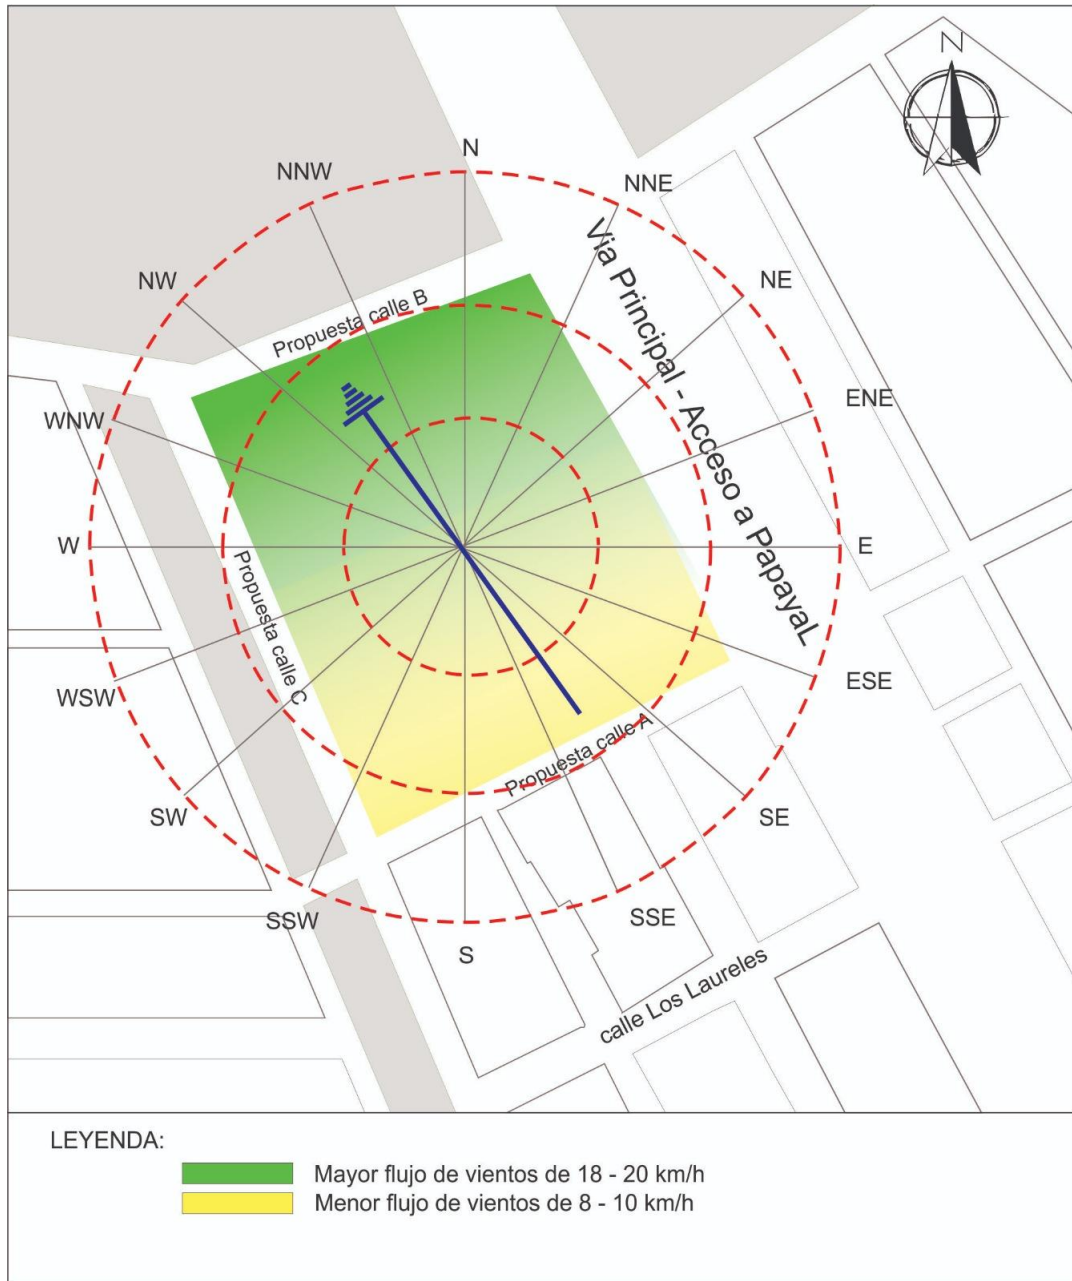 N
N
NNW
NNE
NW
NE
Via Principal - Acceso a PapayaL
Propuesta calle B
WNW
ENE
W
E
Propuesta calle C
WSW
ESE
Propuesta calle A
SW
SE
SSW
SSE
S
calle Los Laureles
LEYENDA:
Mayor flujo de vientos de 18 - 20 km/h
Menor flujo de vientos de 8 - 10 km/h